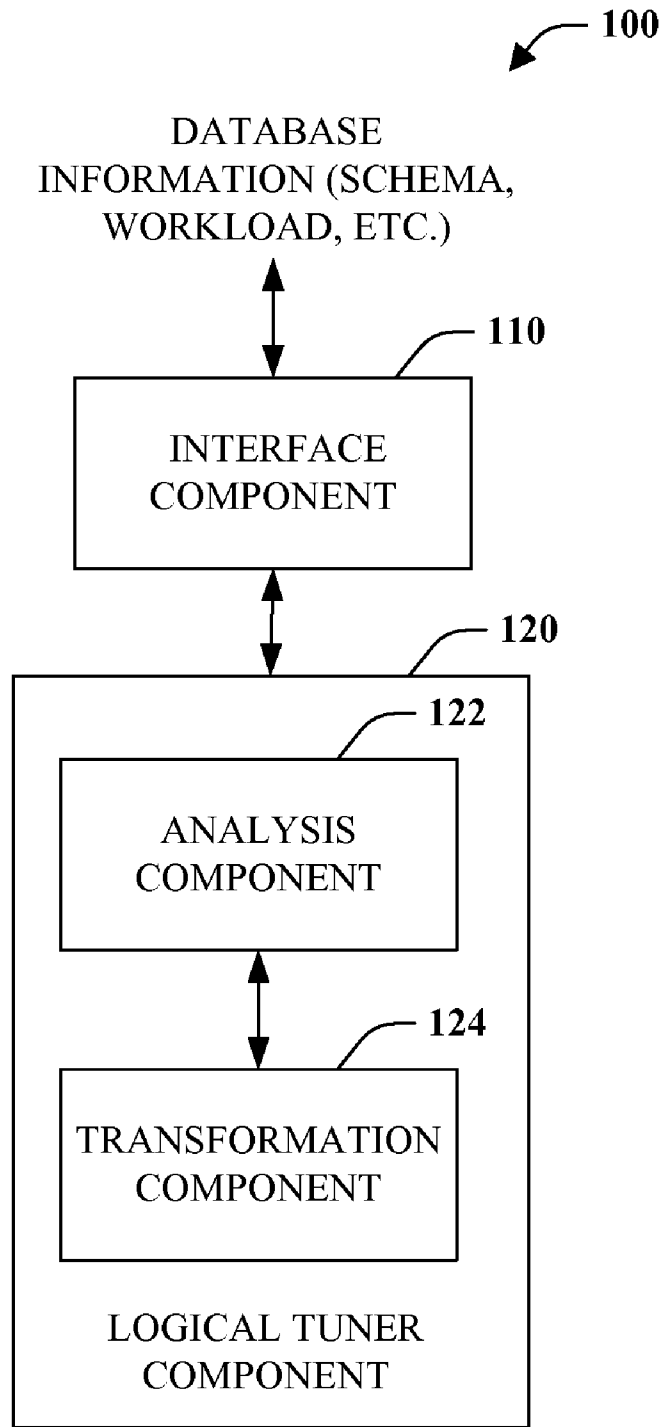 100
DATABASE
INFORMATION (SCHEMA,
WORKLOAD, ETC.)
110
INTERFACE
COMPONENT
120
122
ANALYSIS
COMPONENT
124
TRANSFORMATION
COMPONENT
LOGICAL TUNER
COMPONENT